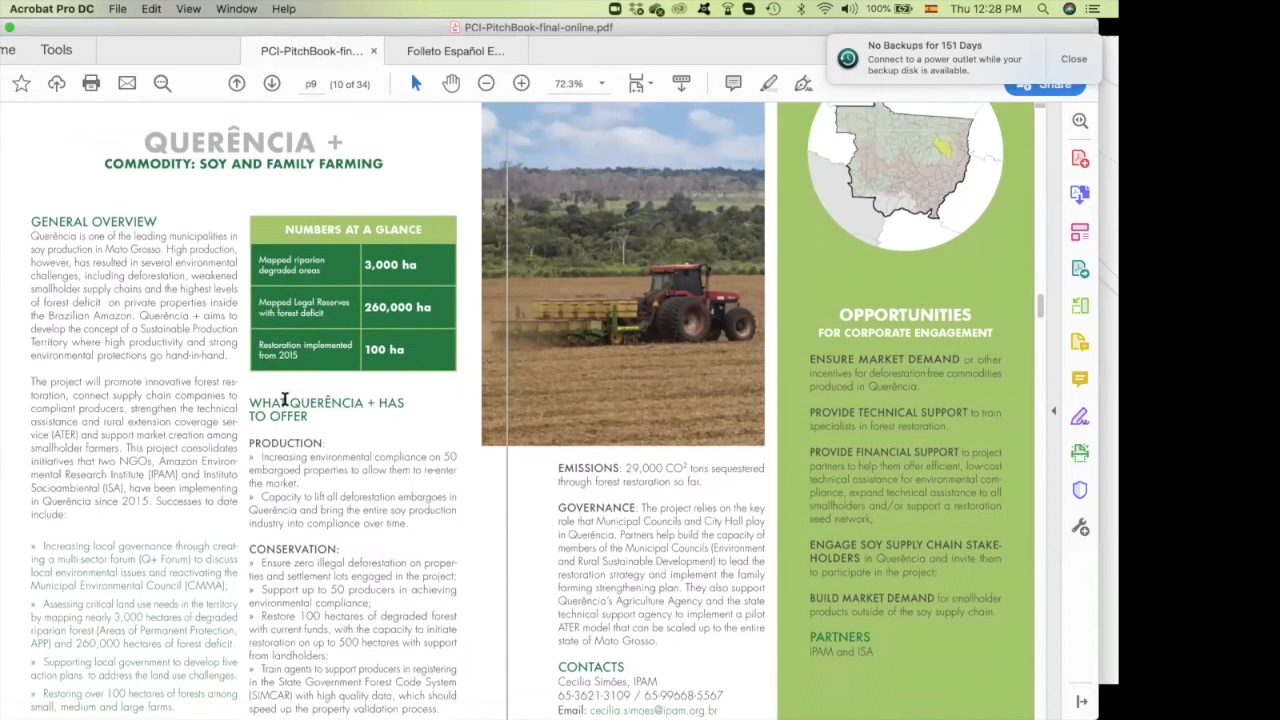 Acrobat Pro DC File Edit View Window Help 100% Thu 12:28 PM
PCI-PitchBook-final-online.pdf
me Tools PCI-PitchBook-fin... × Folleto Español E...
No Backups for 151 Days
Connect to a power outlet while your
backup disk is available.
Close
p9 (10 of 34) 72.3% Share
QUERÊNCIA +
COMMODITY: SOY AND FAMILY FARMING
GENERAL OVERVIEW
Querência is one of the leading municipalities in
soy production in Mato Grosso. High production,
however, has resulted in several environmental
challenges, including deforestation, weakened
smallholder supply chains and the highest levels
of forest deficit on private properties inside
the Brazilian Amazon. Querência + aims to
develop the concept of a Sustainable Production
Territory where high productivity and strong
environmental protections go hand-in-hand.
The project will promote innovative forest res-
toration, connect supply chain companies to
compliant producers, strengthen the technical
assistance and rural extension coverage ser-
vice (ATER) and support market creation among
smallholder farmers. This project consolidates
initiatives that two NGOs, Amazon Environ-
mental Research Institute (IPAM) and Instituto
Socioambiental (ISA), have been implementing
in Querência since 2015. Successes to date
include:
» Increasing local governance through creat-
ing a multi-sector forum (Q+ Forum) to discuss
local environmental issues and reactivating the
Municipal Environmental Council (CMMA);
» Assessing critical land use needs in the territory
by mapping nearly 3,000 hectares of degraded
riparian forest (Areas of Permanent Protection,
APP) and 260,000 hectares of forest deficit.
» Supporting local government to develop five
action plans to address the land use challenges.
» Restoring over 100 hectares of forests among
small, medium and large farms.
NUMBERS AT A GLANCE
Mapped riparian
degraded areas
3,000 ha
Mapped Legal Reserves
with forest deficit
260,000 ha
Restoration implemented
from 2015
100 ha
WHAT QUERÊNCIA + HAS
TO OFFER
PRODUCTION:
» Increasing environmental compliance on 50
embargoed properties to allow them to re-enter
the market.
» Capacity to lift all deforestation embargoes in
Querência and bring the entire soy production
industry into compliance over time.
CONSERVATION:
» Ensure zero illegal deforestation on proper-
ties and settlement lots engaged in the project;
» Support up to 50 producers in achieving
environmental compliance;
» Restore 100 hectares of degraded forest
with current funds, with the capacity to initiate
restoration on up to 500 hectares with support
from landholders;
» Train agents to support producers in registering
in the State Government Forest Code System
(SIMCAR) with high quality data, which should
speed up the property validation process.
EMISSIONS: 29,000 CO² tons sequestered
through forest restoration so far.
GOVERNANCE: The project relies on the key
role that Municipal Councils and City Hall play
in Querência. Partners help build the capacity of
members of the Municipal Councils (Environment
and Rural Sustainable Development) to lead the
restoration strategy and implement the family
farming strengthening plan. They also support
Querência's Agriculture Agency and the state
technical support agency to implement a pilot
ATER model that can be scaled up to the entire
state of Mato Grosso.
CONTACTS
Cecilia Simões, IPAM
65-3621-3109 / 65-99668-5567
Email: cecilia.simoes@ipam.org.br
OPPORTUNITIES
FOR CORPORATE ENGAGEMENT
ENSURE MARKET DEMAND or other
incentives for deforestation-free commodities
produced in Querência.
PROVIDE TECHNICAL SUPPORT to train
specialists in forest restoration.
PROVIDE FINANCIAL SUPPORT to project
partners to help them offer efficient, low-cost
technical assistance for environmental com-
pliance, expand technical assistance to all
smallholders and/or support a restoration
seed network;
ENGAGE SOY SUPPLY CHAIN STAKE-
HOLDERS in Querência and invite them
to participate in the project;
BUILD MARKET DEMAND for smallholder
products outside of the soy supply chain.
PARTNERS
IPAM and ISA